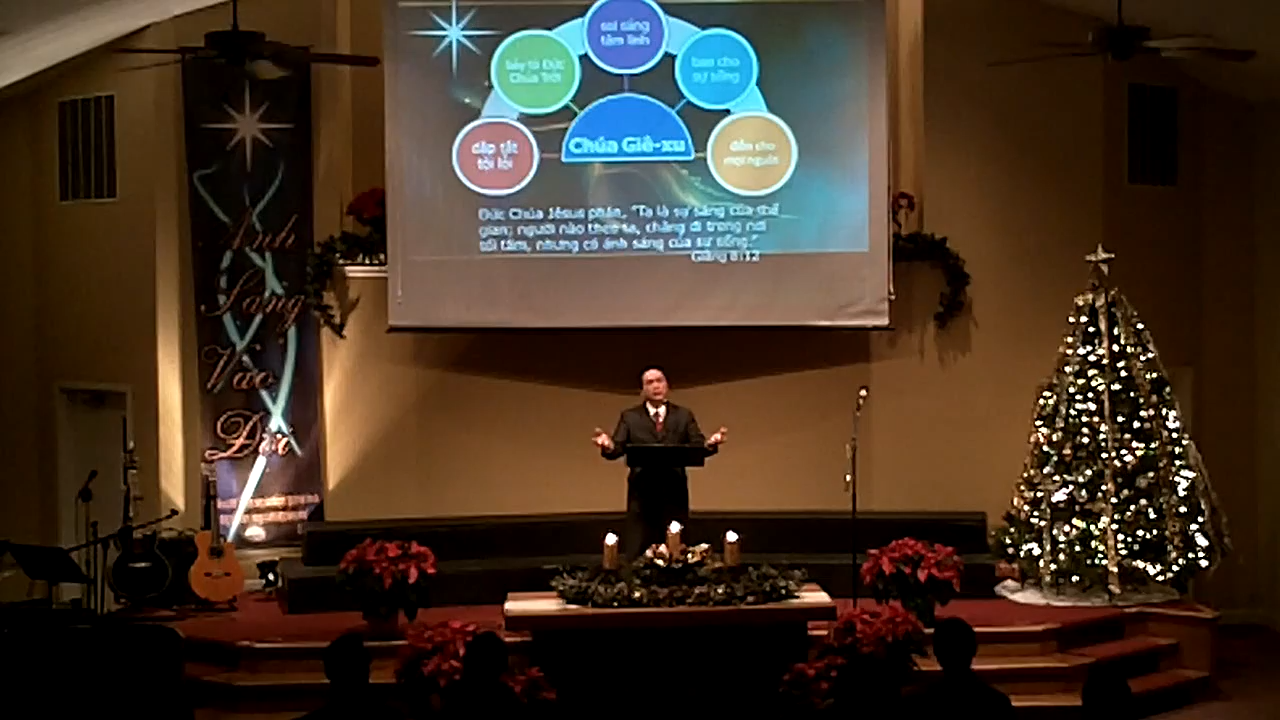 soi sáng
tâm linh
bày tỏ Đức
Chúa Trời
ban cho
sự sống
dập tắt
tội lỗi
Chúa Giê-xu
đến cho
mọi người
Đức Chúa Jêsus phán, "Ta là sự sáng của thế
gian; người nào theo ta, chẳng đi trong nơi
tối tăm, nhưng có ánh sáng của sự sống."
Giăng 8:12
Ánh
Sáng
Vào
Đời